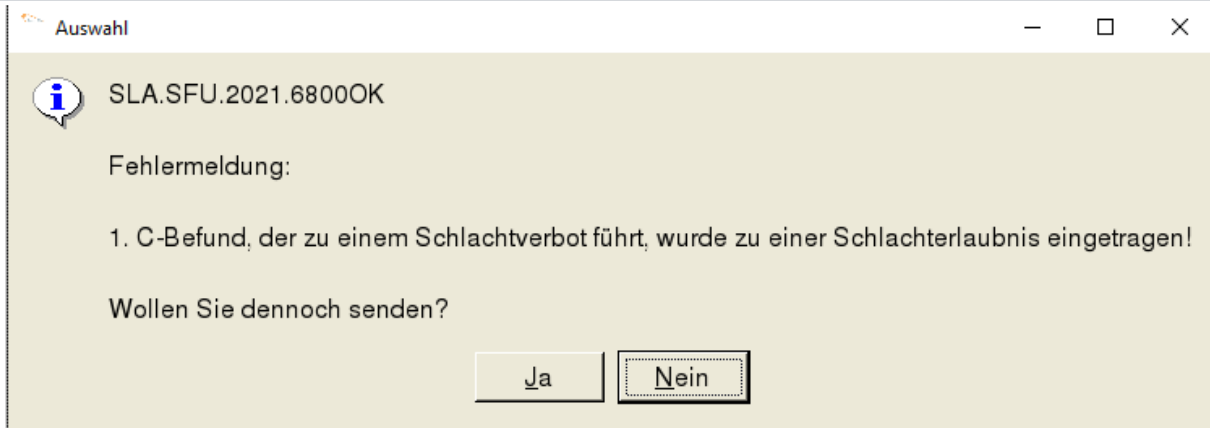 Auswahl
SLA.SFU.2021.6800OK
Fehlermeldung:
1. C-Befund, der zu einem Schlachtverbot führt, wurde zu einer Schlachterlaubnis eingetragen!
Wollen Sie dennoch senden?
Ja
Nein